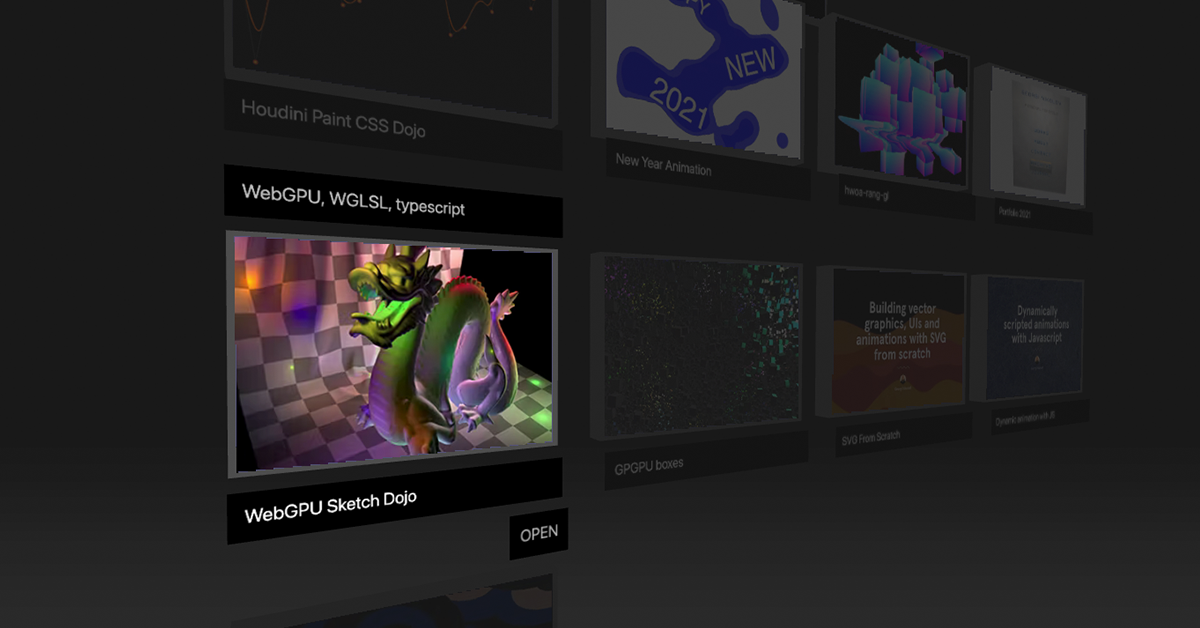 Houdini Paint CSS Dojo
WebGPU, WGLSL, typescript
WebGPU Sketch Dojo
OPEN
NEW
2021
New Year Animation
hwoa-rang-gl
Portfolio 2021
GPGPU boxes
Building vector
graphics, UIs and
animations with SVG
from scratch
SVG From Scratch
Dynamically
scripted animations
with Javascript
Dynamic animation with JS